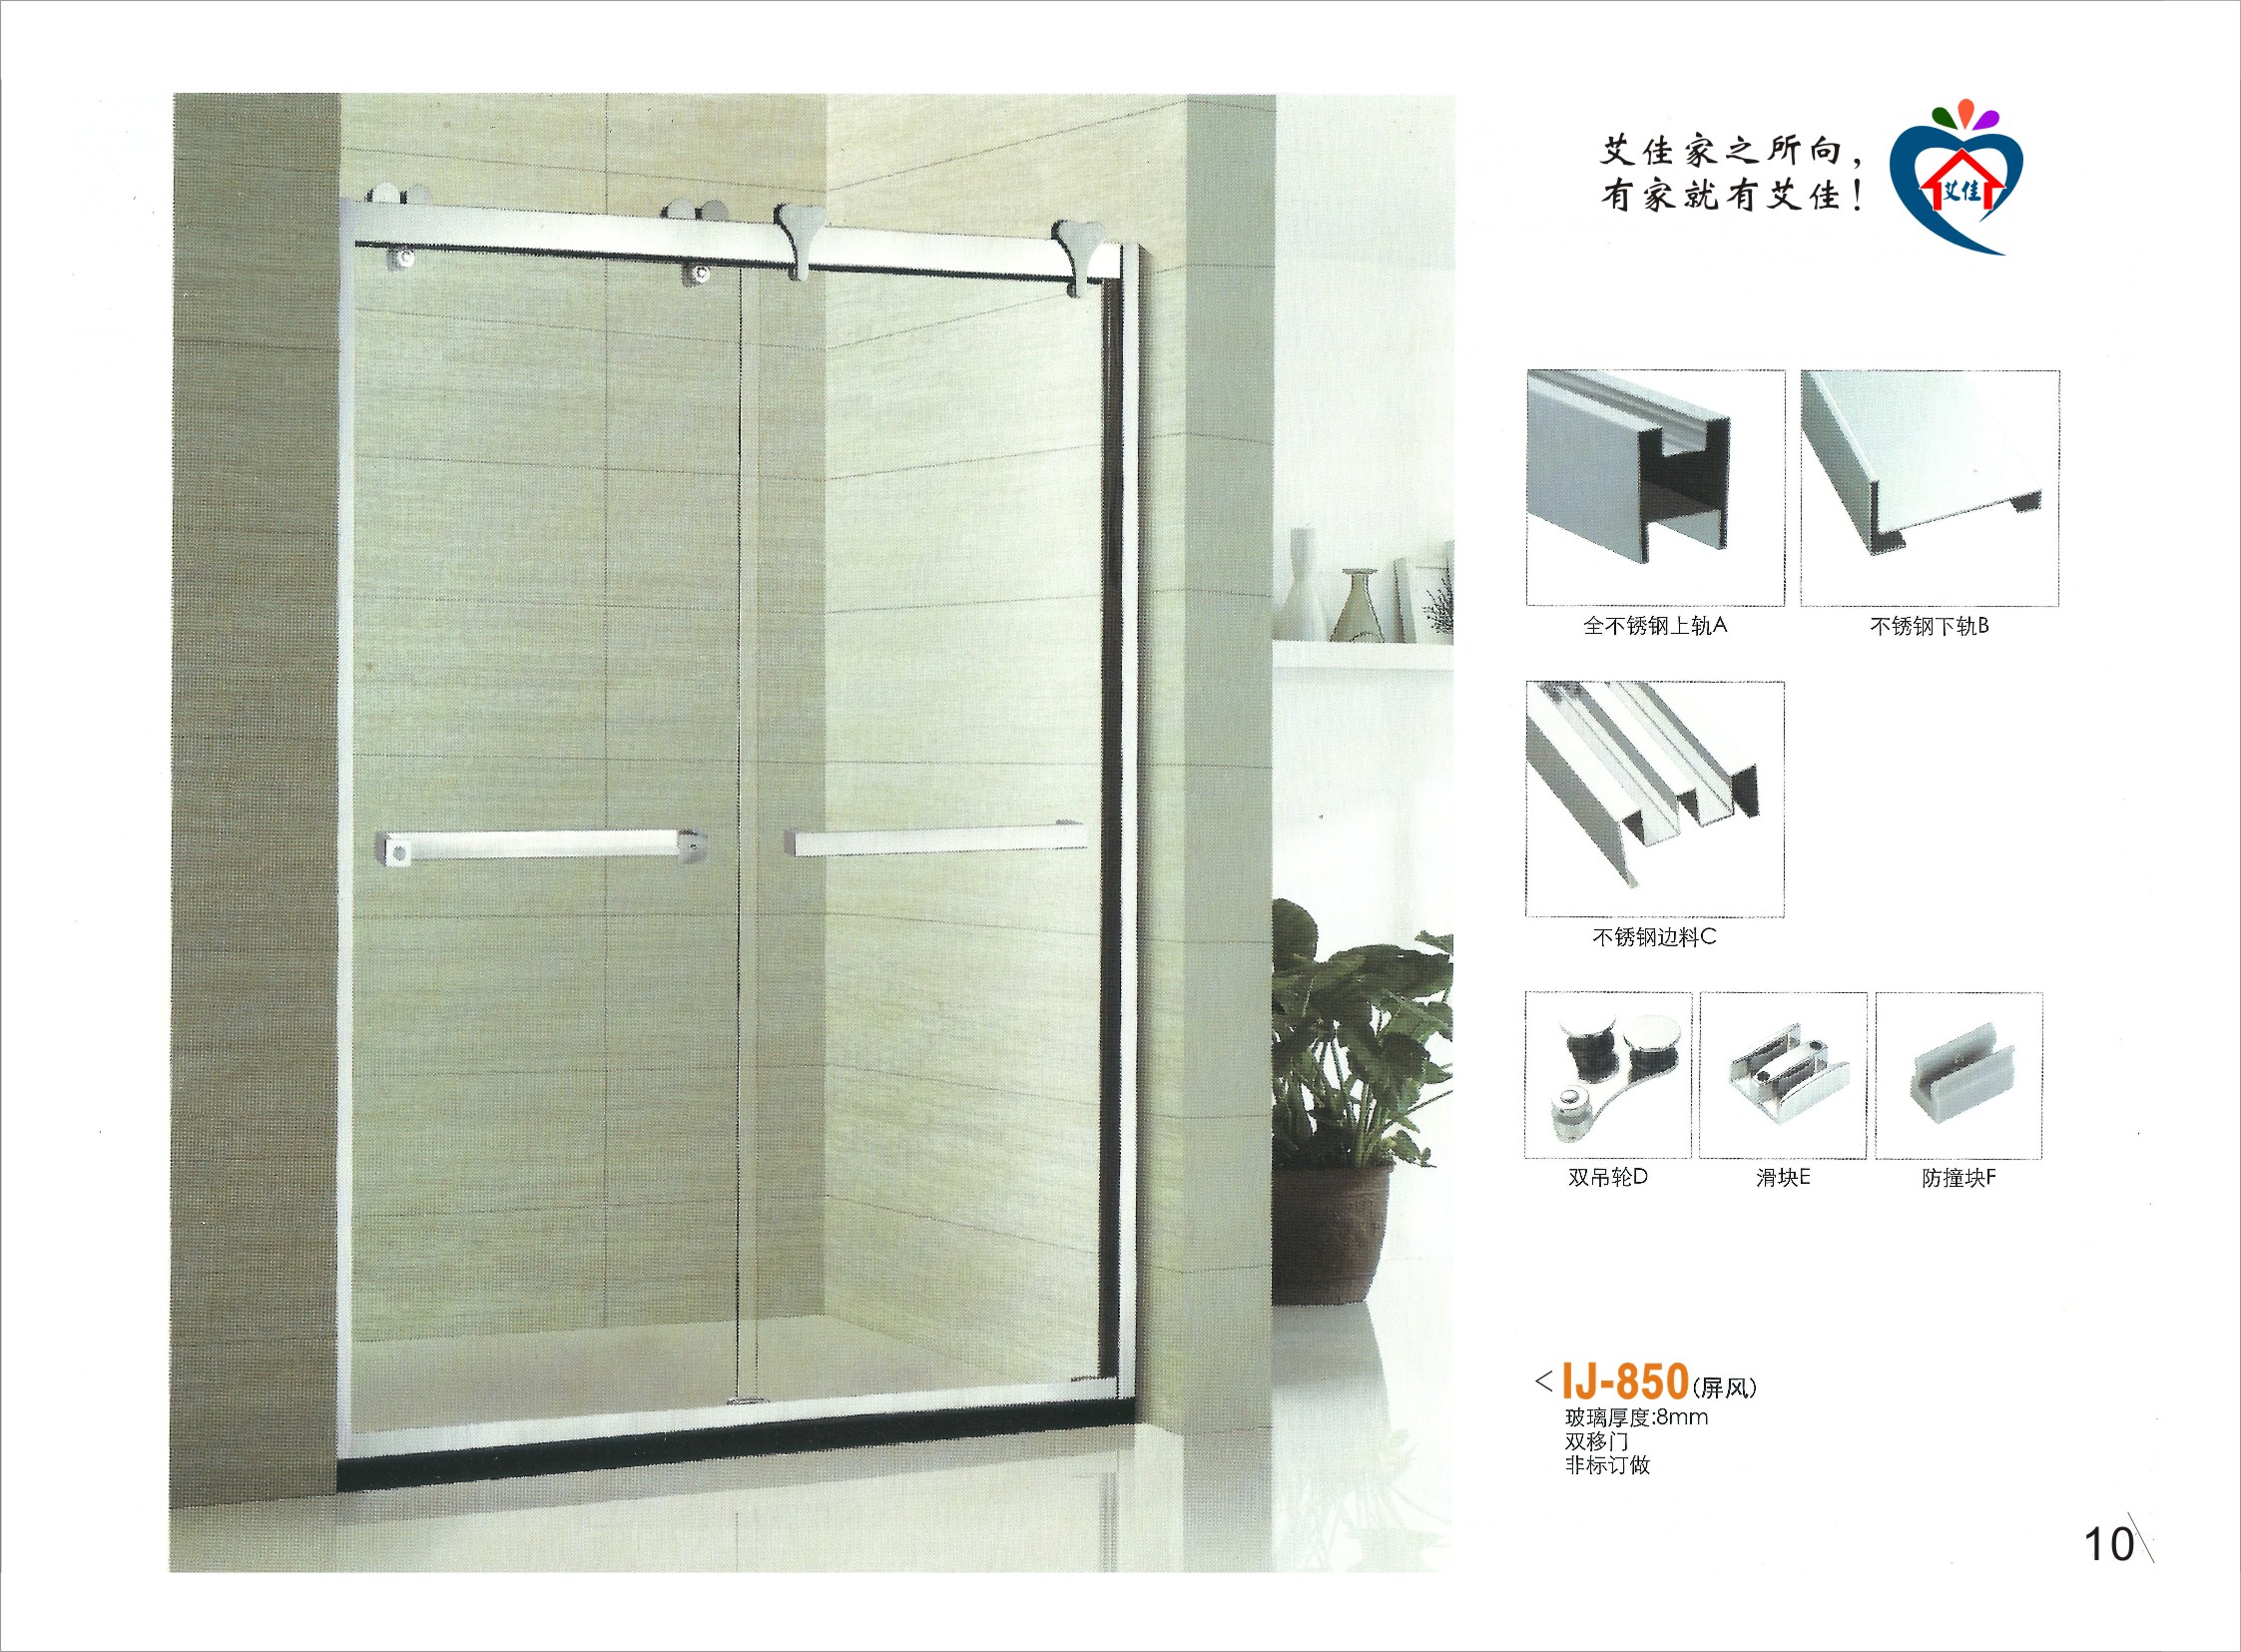 艾佳家之所向，
有家就有艾佳！
艾佳
全不锈钢上轨A
不锈钢下轨B
不锈钢边料C
双吊轮D
滑块E
防撞块F
<IJ-850(屏风)
玻璃厚度:8mm
双移门
非标订做
10